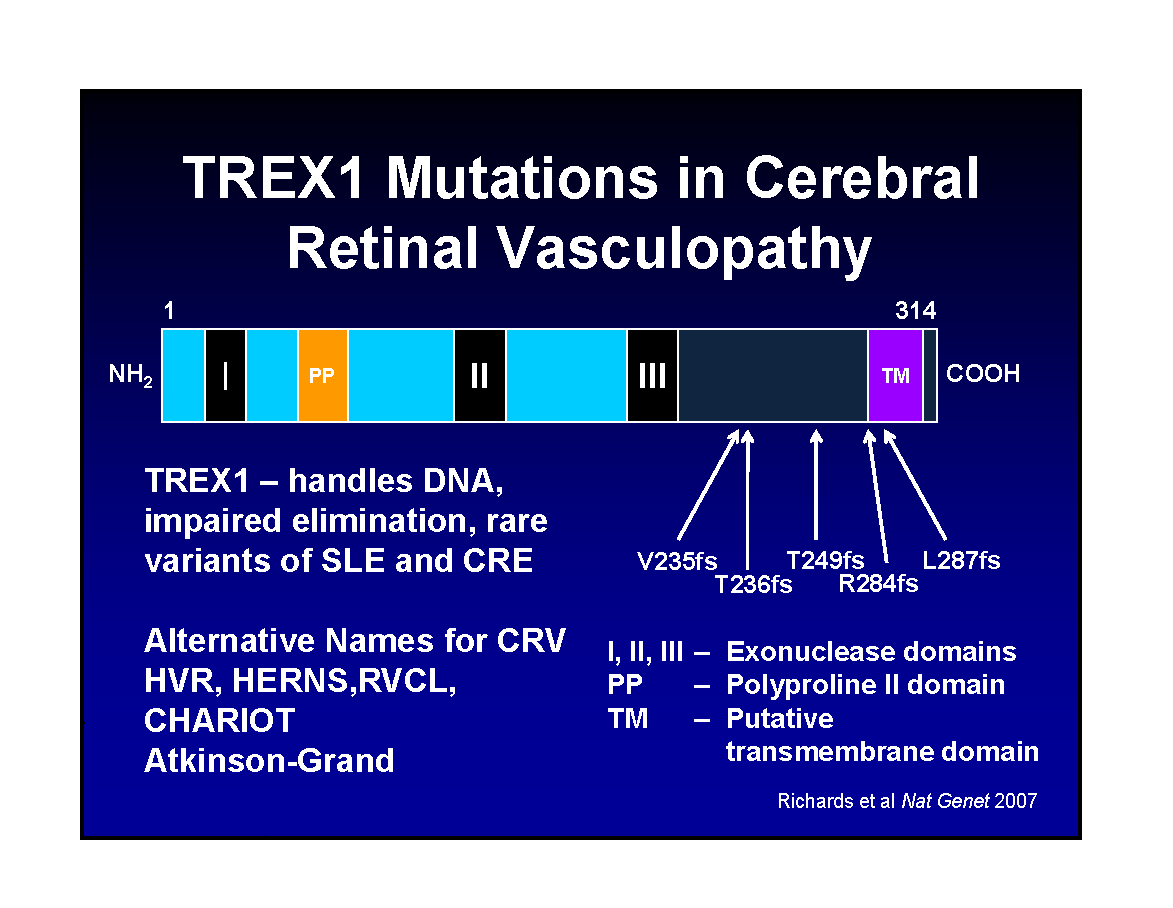 TREX1 Mutations in Cerebral
Retinal Vasculopathy
1 314
NH2 I PP II III TM COOH
TREX1 – handles DNA,
impaired elimination, rare
variants of SLE and CRE
V235fs
T236fs
T249fs
R284fs
L287fs
Alternative Names for CRV
HVR, HERNS,RVCL,
CHARIOT
Atkinson-Grand
I, II, III – Exonuclease domains
PP – Polyproline II domain
TM – Putative
transmembrane domain
Richards et al Nat Genet 2007